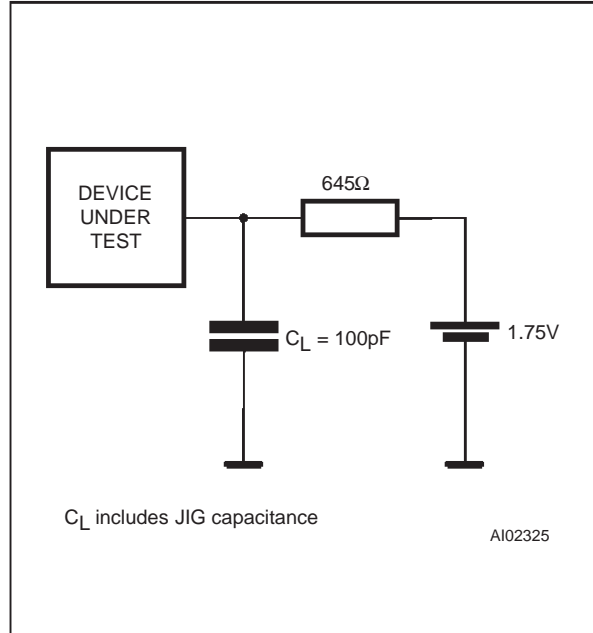 DEVICE
UNDER
TEST
645Ω
CL = 100pF
1.75V
CL includes JIG capacitance
AI02325